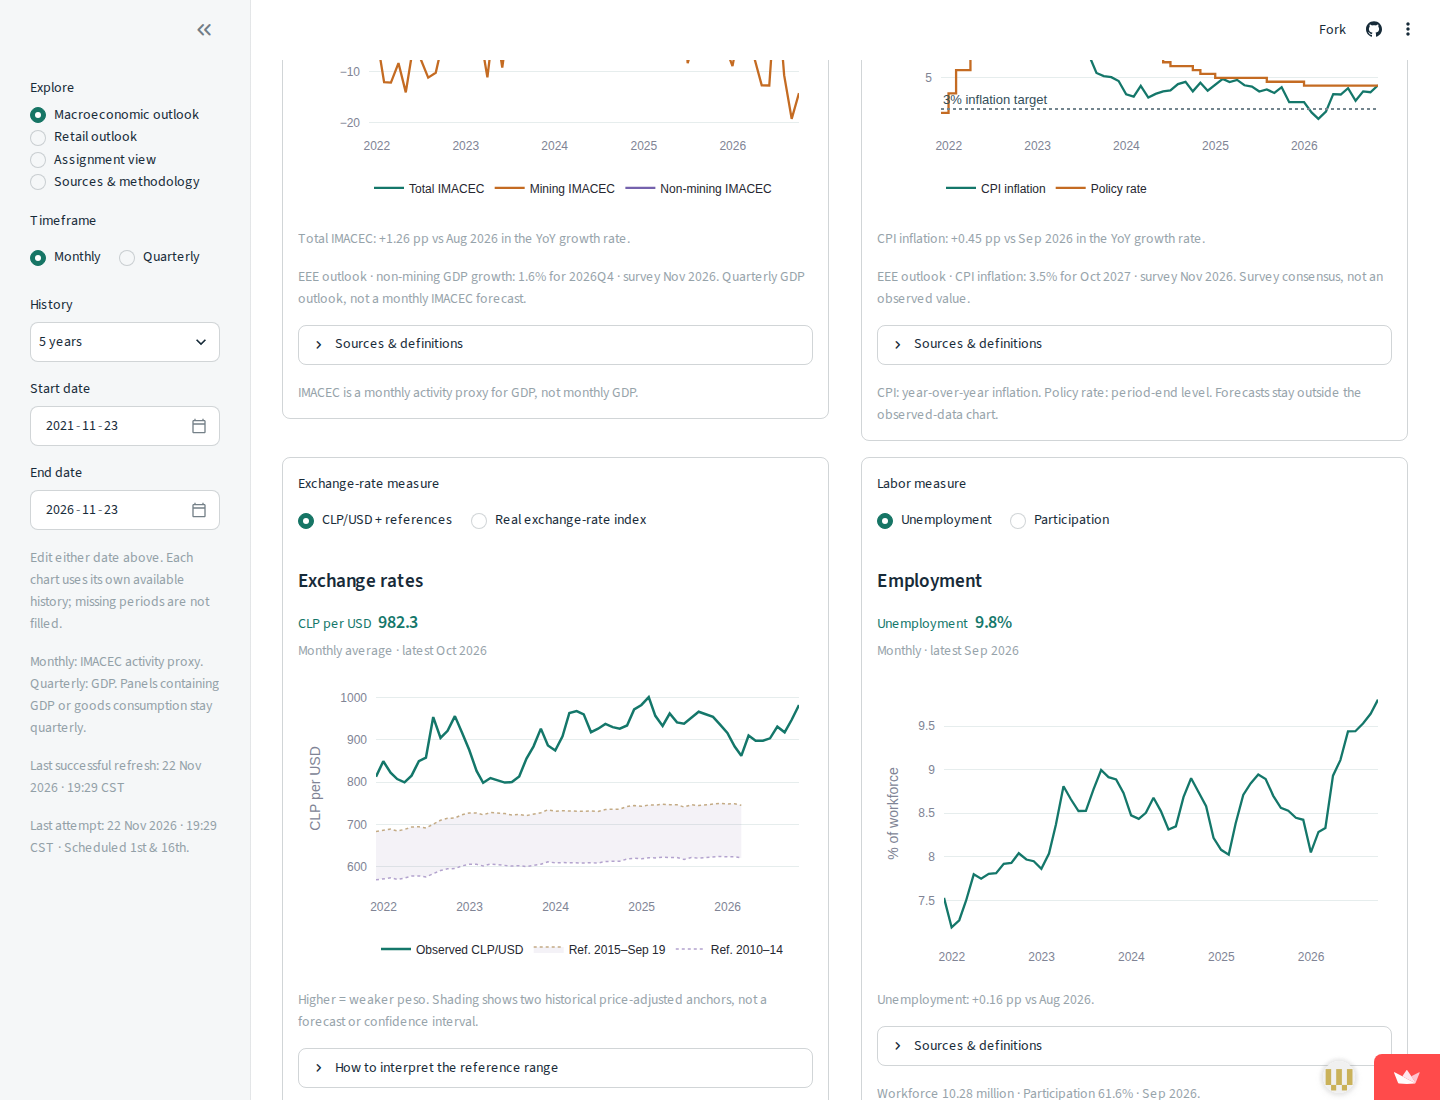 Fork
Explore
Macroeconomic outlook
Retail outlook
Assignment view
Sources & methodology
Timeframe
Monthly
Quarterly
History
5 years
Start date
2021-11-23
End date
2026-11-23
Edit either date above. Each
chart uses its own available
history; missing periods are not
filled.
Monthly: IMACEC activity proxy.
Quarterly: GDP. Panels containing
GDP or goods consumption stay
quarterly.
Last successful refresh: 22 Nov
2026 · 19:29 CST
Last attempt: 22 Nov 2026 · 19:29
CST · Scheduled 1st & 16th.
−10
−20
2022 2023 2024 2025 2026
Total IMACEC Mining IMACEC Non-mining IMACEC
Total IMACEC: +1.26 pp vs Aug 2026 in the YoY growth rate.
EEE outlook · non-mining GDP growth: 1.6% for 2026Q4 · survey Nov 2026. Quarterly GDP
outlook, not a monthly IMACEC forecast.
Sources & definitions
IMACEC is a monthly activity proxy for GDP, not monthly GDP.
5
3% inflation target
2022 2023 2024 2025 2026
CPI inflation Policy rate
CPI inflation: +0.45 pp vs Sep 2026 in the YoY growth rate.
EEE outlook · CPI inflation: 3.5% for Oct 2027 · survey Nov 2026. Survey consensus, not an
observed value.
Sources & definitions
CPI: year-over-year inflation. Policy rate: period-end level. Forecasts stay outside the
observed-data chart.
Exchange-rate measure
CLP/USD + references
Real exchange-rate index
Exchange rates
CLP per USD 982.3
Monthly average · latest Oct 2026
CLP per USD
1000
900
800
700
600
2022 2023 2024 2025 2026
Observed CLP/USD Ref. 2015–Sep 19 Ref. 2010–14
Higher = weaker peso. Shading shows two historical price-adjusted anchors, not a
forecast or confidence interval.
How to interpret the reference range
Labor measure
Unemployment
Participation
Employment
Unemployment 9.8%
Monthly · latest Sep 2026
% of workforce
9.5
9
8.5
8
7.5
2022 2023 2024 2025 2026
Unemployment: +0.16 pp vs Aug 2026.
Sources & definitions
Workforce 10.28 million · Participation 61.6% · Sep 2026.